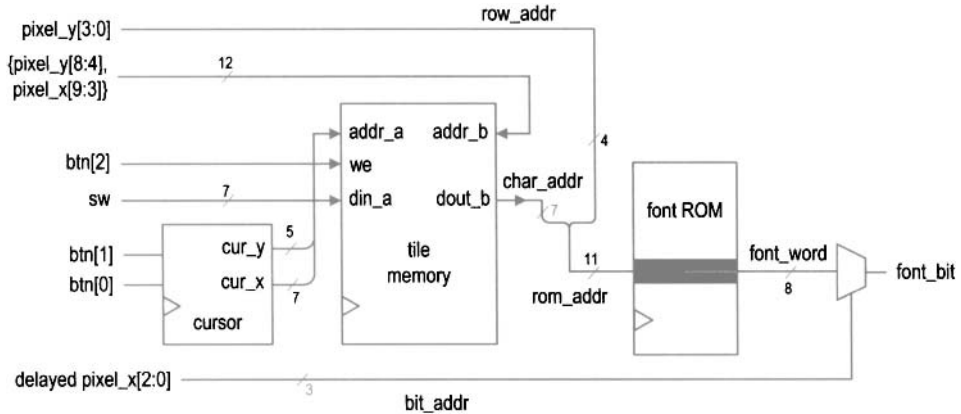 row_addr
pixel_y[3:0]
{pixel_y[8:4],
pixel_x[9:3]}
12
addr_a
addr_b
4
btn[2]
we
char_addr
sw
7
din_a
dout_b
7
font ROM
5
btn[1]
cur_y
tile
memory
11
font_word
font_bit
btn[0]
cur_x
7
rom_addr
8
cursor
delayed pixel_x[2:0]
3
bit_addr